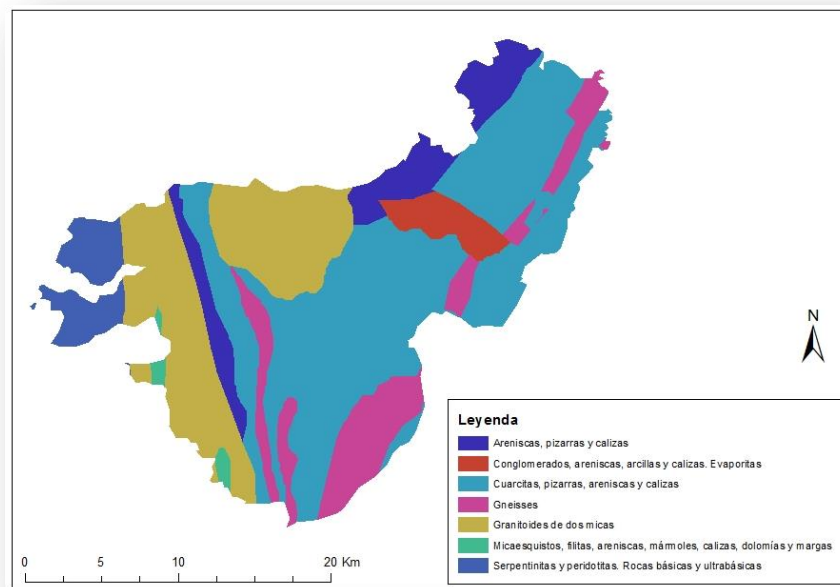 N
Leyenda
Areniscas, pizarras y calizas
Conglomerados, areniscas, arcillas y calizas. Evaporitas
Cuarcitas, pizarras, areniscas y calizas
Gneisses
Granitoides de dos micas
Micaesquistos, filitas, areniscas, mármoles, calizas, dolomías y margas
Serpentinitas y peridotitas. Rocas básicas y ultrabásicas
0 5 10 20 Km